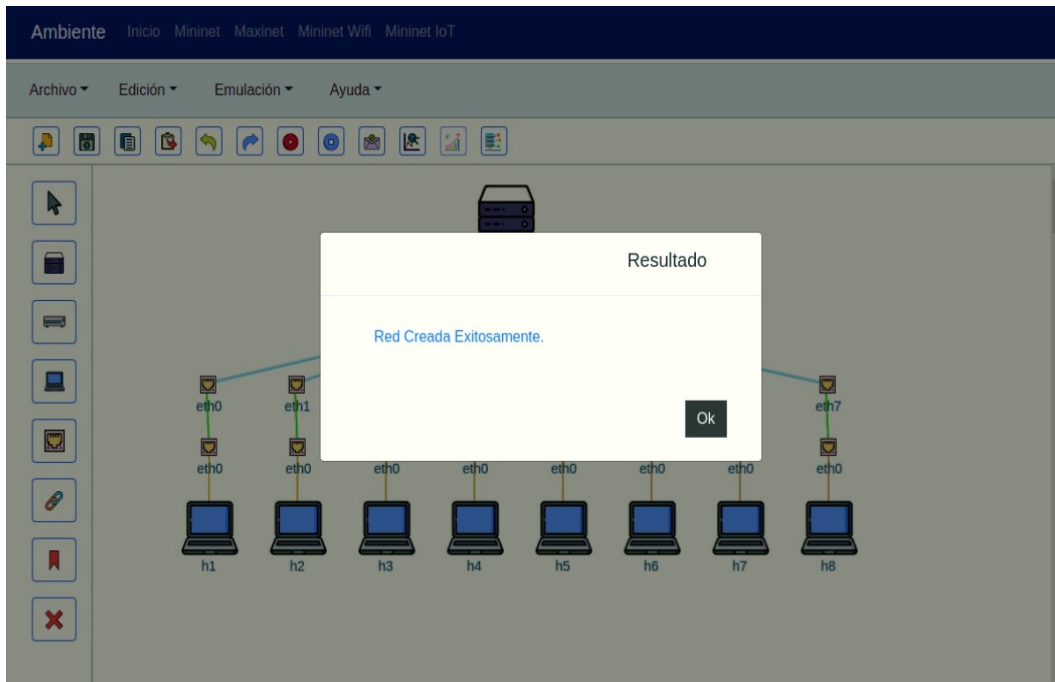 Ambiente Inicio Mininet Maxinet Mininet Wifi Mininet IoT
Archivo Edición Emulación Ayuda
Resultado
Red Creada Exitosamente.
Ok
eth0 eth1 eth7
eth0 eth0 eth0 eth0 eth0 eth0 eth0 eth0
h1 h2 h3 h4 h5 h6 h7 h8